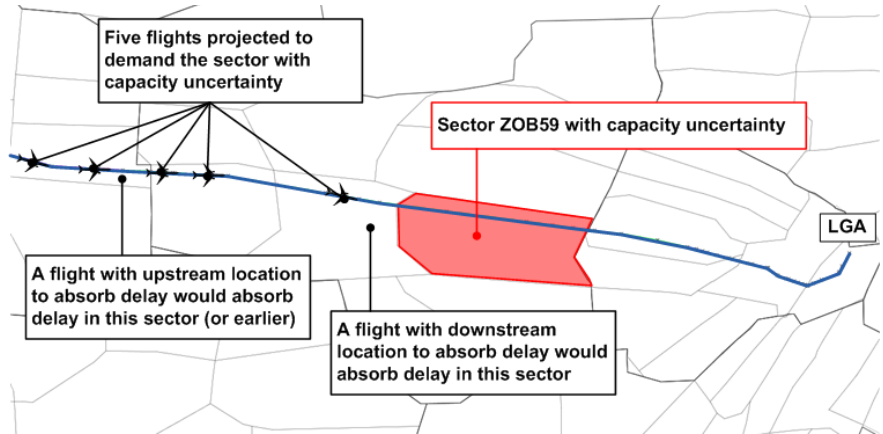 Five flights projected to
demand the sector with
capacity uncertainty
Sector ZOB59 with capacity uncertainty
LGA
A flight with upstream location
to absorb delay would absorb
delay in this sector (or earlier)
A flight with downstream
location to absorb delay would
absorb delay in this sector